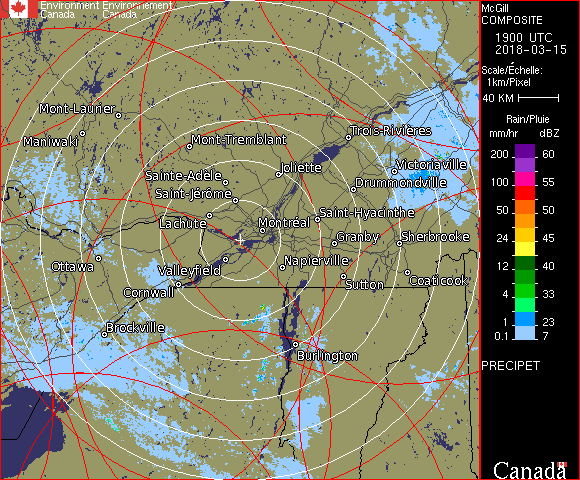 Environment Environnement
Canada Canada
McGill
COMPOSITE
1900 UTC
2018-03-15
Scale/Échelle:
1km/Pixel
40 KM
Rain/Pluie
mm/hr dBZ
200 60
100 55
50 50
24 45
12 40
4 33
1 23
0.1 7
PRECIPET
Canada
Mont-Laurier
Maniwaki
Mont-Tremblant
Trois-Rivières
Joliette
Victoriaville
Sainte-Adèle
Drummondville
Saint-Jérôme
Saint-Hyacinthe
Lachute
Montréal
Granby
Sherbrooke
Ottawa
Valleyfield
Napierville
Cornwall
Sutton
Coaticook
Brockville
Burlington